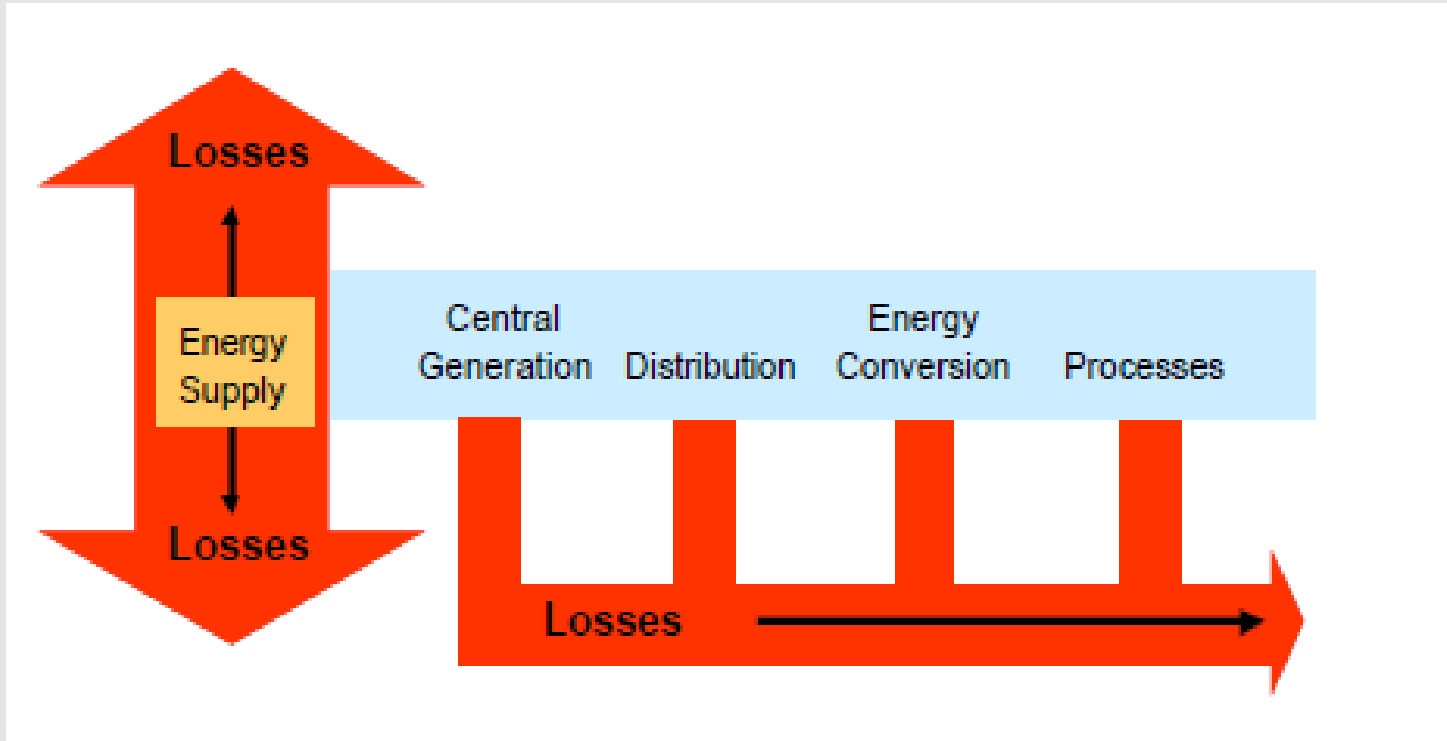 Losses
Energy
Supply
Losses
Central
Generation
Distribution
Energy
Conversion
Processes
Losses